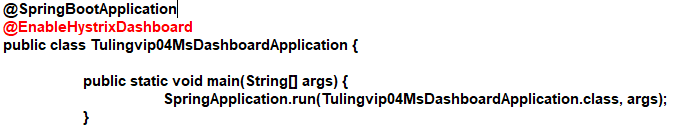 @SpringBootApplication
@EnableHystrixDashboard
public class Tulingvip04MsDashboardApplication {
public static void main(String[] args) {
SpringApplication.run(Tulingvip04MsDashboardApplication.class, args);
}